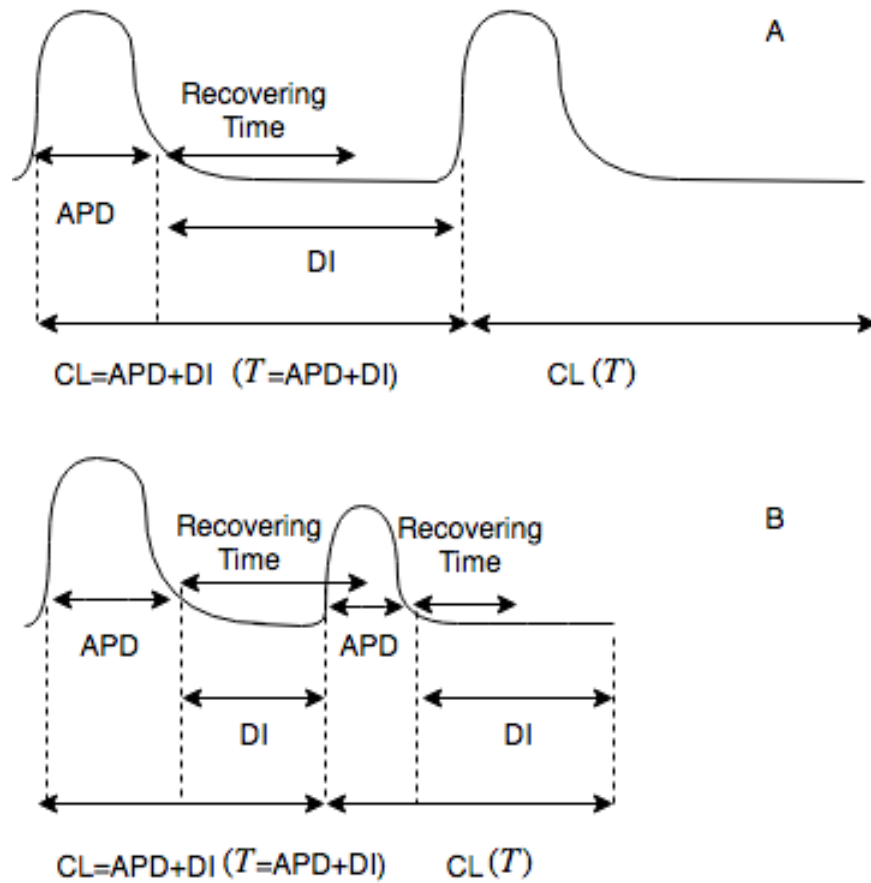 A
Recovering
Time
APD
DI
CL=APD+DI (T=APD+DI) CL(T)
B
Recovering
Time
Recovering
Time
APD
APD
DI
DI
CL=APD+DI (T=APD+DI) CL(T)